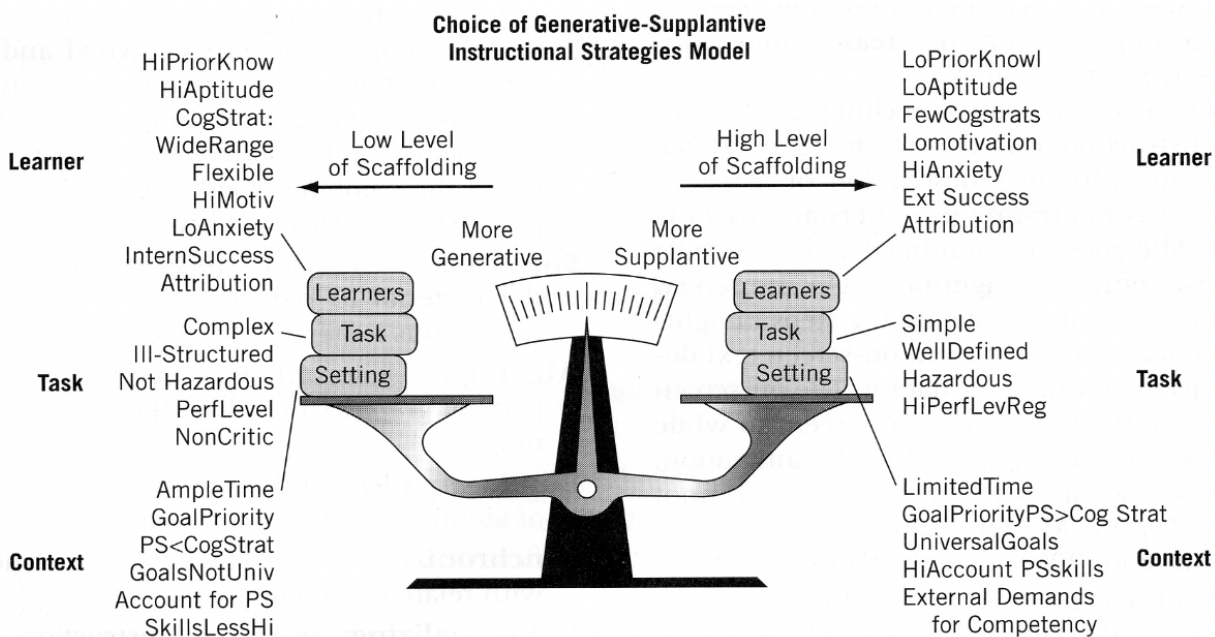 Choice of Generative-Supplantive
Instructional Strategies Model
Learner
HiPriorKnow
HiAptitude
CogStrat:
WideRange
Flexible
HiMotiv
LoAnxiety
InternSuccess
Attribution
Low Level
of Scaffolding
More
Generative
High Level
of Scaffolding
More
Supplantive
LoPriorKnowl
LoAptitude
FewCogstrats
Lomotivation
HiAnxiety
Ext Success
Attribution
Learner
Learners
Task
Setting
Learners
Task
Setting
Task
Complex
Ill-Structured
Not Hazardous
PerfLevel
NonCritic
Simple
WellDefined
Hazardous
HiPerfLevReg
Task
Context
AmpleTime
GoalPriority
PS<CogStrat
GoalsNotUniv
Account for PS
SkillsLessHi
LimitedTime
GoalPriorityPS>Cog Strat
UniversalGoals
HiAccount PSskills
External Demands
for Competency
Context